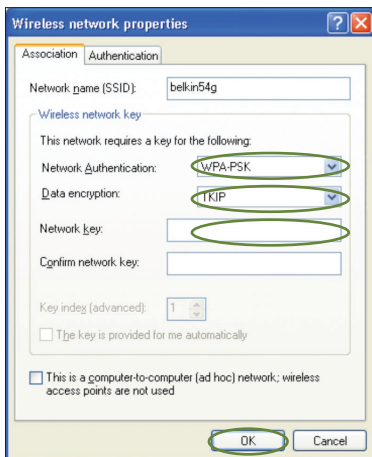 Wireless network properties
Association Authentication
Network name (SSID): belkin54g
Wireless network key
This network requires a key for the following:
Network Authentication: WPA-PSK
Data encryption: TKIP
Network key:
Confirm network key:
Key index (advanced): 1
The key is provided for me automatically
This is a computer-to-computer (ad hoc) network; wireless
access points are not used
OK Cancel